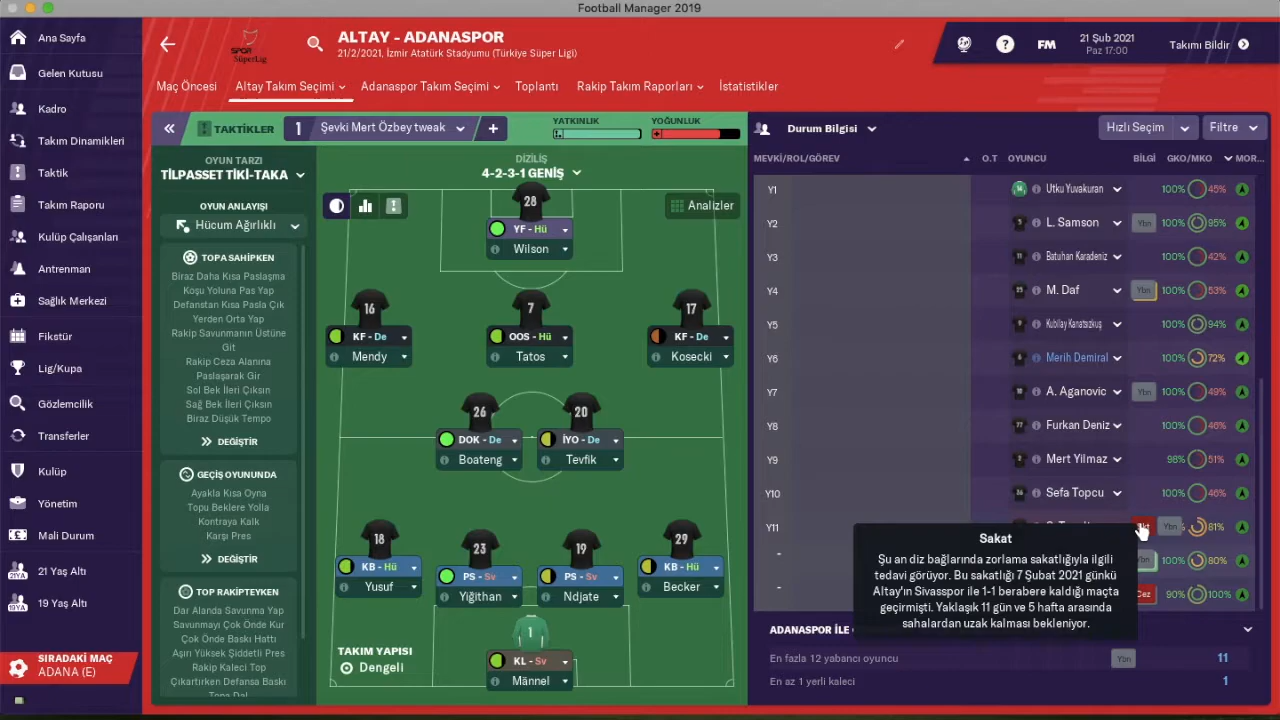 Football Manager 2019
Ana Sayfa
Gelen Kutusu
Kadro
Takım Dinamikleri
Taktik
Takım Raporu
Kulüp Çalışanları
Antrenman
Sağlık Merkezi
Fikstür
Lig/Kupa
Gözlemcilik
Transferler
Kulüp
Yönetim
Mali Durum
21YA
21 Yaş Altı
19YA
19 Yaş Altı
SIRADAKİ MAÇ
ADANA (E)
SPOR
SüperLig
ALTAY - ADANASPOR
21/2/2021, İzmir Atatürk Stadyumu (Türkiye Süper Ligi)
?
FM
21 Şub 2021
Paz 17:00
Takımı Bildir
Maç Öncesi
Altay Takım Seçimi
Adanaspor Takım Seçimi
Toplantı
Rakip Takım Raporları
İstatistikler
TAKTİKLER
1
Şevki Mert Özbey tweak
YATKINLIK
YOĞUNLUK
OYUN TARZI
TİLPASSET TİKİ-TAKA
OYUN ANLAYIŞI
Hücum Ağırlıklı
TOPA SAHİPKEN
Biraz Daha Kısa Paslaşma
Koşu Yoluna Pas Yap
Defanstan Kısa Pasla Çık
Yerden Orta Yap
Rakip Savunmanın Üstüne
Git
Rakip Ceza Alanına
Paslaşarak Gir
Sol Bek İleri Çıksın
Sağ Bek İleri Çıksın
Biraz Düşük Tempo
DEĞİŞTİR
GEÇİŞ OYUNUNDA
Ayakla Kısa Oyna
Topu Beklere Yolla
Kontraya Kalk
Karşı Pres
DEĞİŞTİR
TOP RAKİPTEYKEN
Dar Alanda Savunma Yap
Savunmayı Çok Önde Kur
Çok Önde Baskı Hattı
Aşırı Yüksek Şiddetli Pres
Rakip Kaleci Top
Çıkartırken Defansa Baskı
DİZİLİŞ
4-2-3-1 GENİŞ
Analizler
28
YF - Hü
Wilson
16
KF - De
Mendy
7
OOS - Hü
Tatos
17
KF - De
Kosecki
26
DOK - De
Boateng
20
İYO - De
Tevfik
18
KB - Hü
Yusuf
23
PS - Sv
Yiğithan
19
PS - Sv
Ndjate
29
KB - Hü
Becker
1
KL - Sv
Männel
TAKIM YAPISI
Dengeli
Durum Bilgisi
Hızlı Seçim
Filtre
MEVKİ/ROL/GÖREV
O.T
OYUNCU
BİLGİ
GKO/MKO
MOR...
Y1 Utku Yuvakuran 100% 45%
Y2 L. Samson Ybn 100% 95%
Y3 Batuhan Karadeniz 100% 42%
Y4 M. Daf Ybn 100% 53%
Y5 Kubilay Kanatsızkuş 100% 94%
Y6 Merih Demiral 100% 72%
Y7 A. Aganovic Ybn 100% 49%
Y8 Furkan Deniz 100% 45%
Y9 Mert Yılmaz 98% 51%
Y10 Sefa Topcu 100% 46%
Y11 Ybn 81%
- 100% 80%
- Cez 90% 100%
Sakat
Şu an diz bağlarında zorlama sakatlığıyla ilgili
tedavi görüyor. Bu sakatlığı 7 Şubat 2021 günkü
Altay'ın Sivasspor ile 1-1 berabere kaldığı maçta
geçirmişti. Yaklaşık 11 gün ve 5 hafta arasında
sahalardan uzak kalması bekleniyor.
ADANASPOR İLE
En fazla 12 yabancı oyuncu Ybn 11
En az 1 yerli kaleci 1